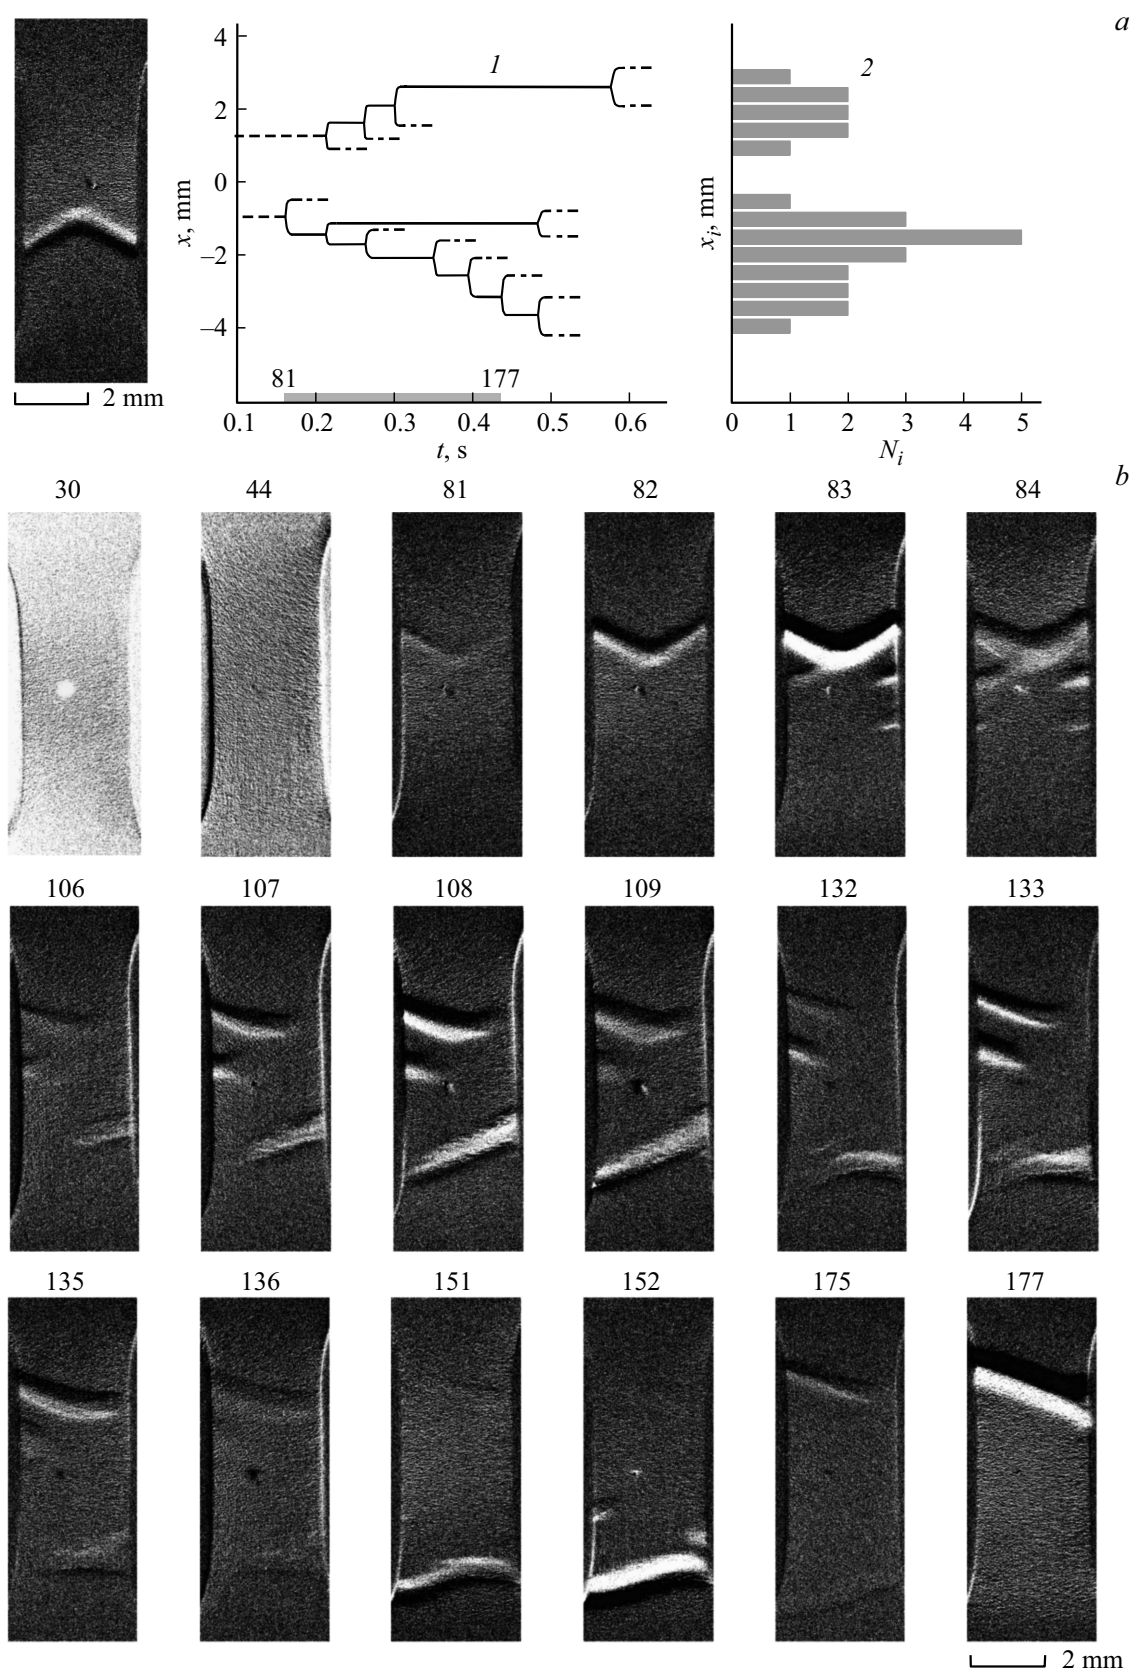 a
4
2
0
−2
−4
x, mm
1
81
177
0.1 0.2 0.3 0.4 0.5 0.6
t, s
2 mm
x_i, mm
2
0 1 2 3 4 5
N_i
b
30 44 81 82 83 84
106 107 108 109 132 133
135 136 151 152 175 177
2 mm